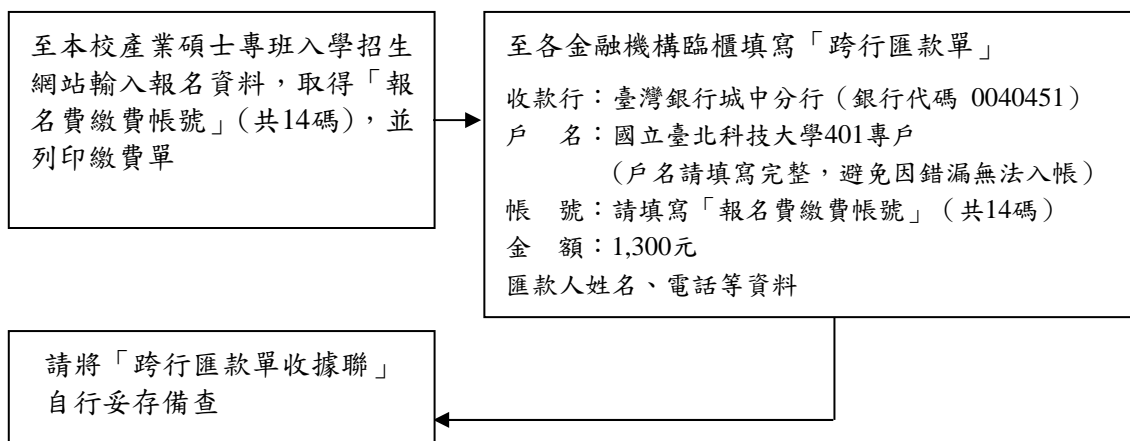 至本校產業碩士專班入學招生
網站輸入報名資料，取得「報
名費繳費帳號」（共14碼），並
列印繳費單
至各金融機構臨櫃填寫「跨行匯款單」
收款行：臺灣銀行城中分行（銀行代碼 0040451）
戶　名：國立臺北科技大學401專戶
（戶名請填寫完整，避免因錯漏無法入帳）
帳　號：請填寫「報名費繳費帳號」（共14碼）
金　額：1,300元
匯款人姓名、電話等資料
請將「跨行匯款單收據聯」
自行妥存備查